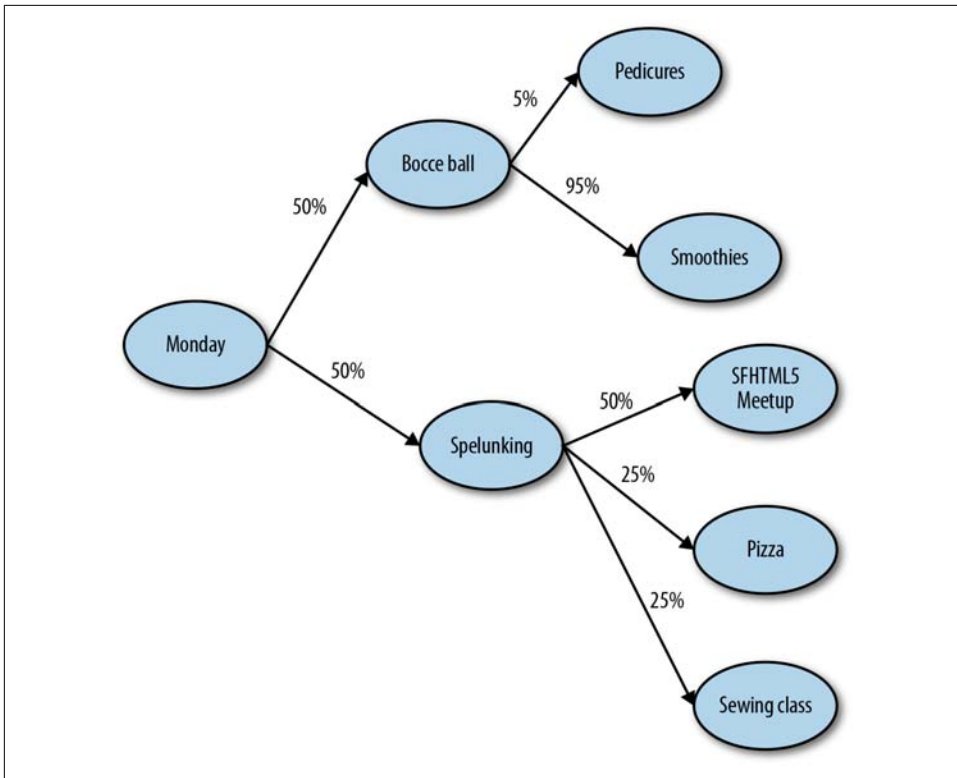 Pedicures
5%
Bocce ball
95%
50%
Smoothies
Monday
50%
SFHTML5
Meetup
50%
Spelunking
25%
Pizza
25%
Sewing class